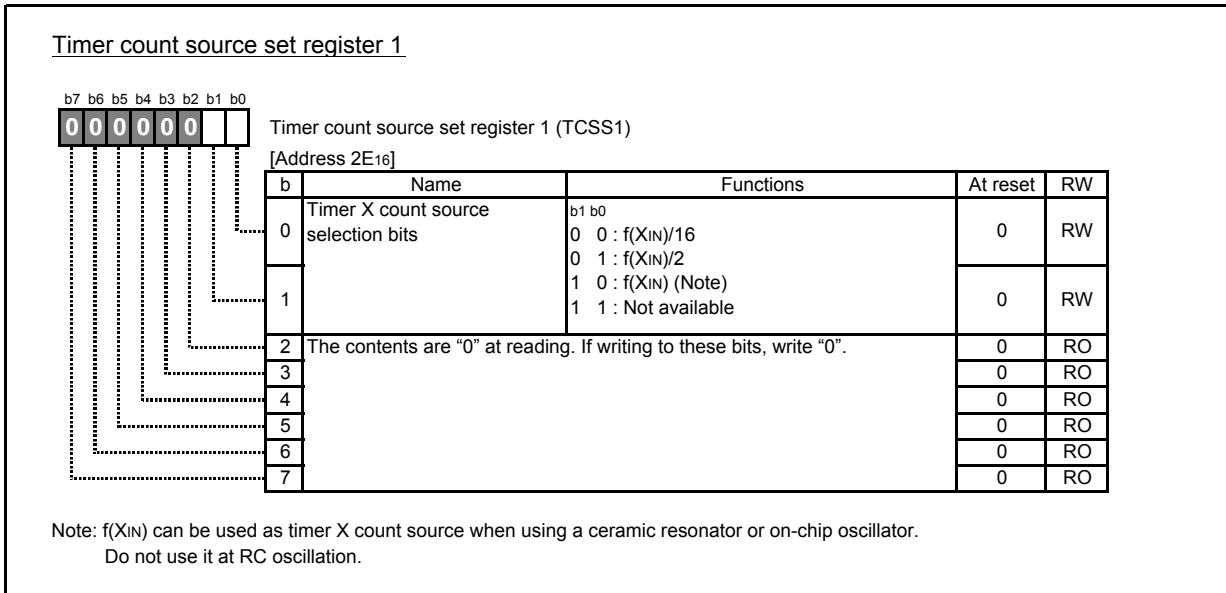 Timer count source set register 1
b7 b6 b5 b4 b3 b2 b1 b0
0 0 0 0 0 0
Timer count source set register 1 (TCSS1)
[Address 2E16]
b Name Functions At reset RW
0 Timer X count source selection bits b1 b0 0 RW
0 0 : f(XIN)/16
0 1 : f(XIN)/2
1 0 : f(XIN) (Note)
1 1 : Not available
1 0 RW
2 The contents are “0” at reading. If writing to these bits, write “0”. 0 RO
3 0 RO
4 0 RO
5 0 RO
6 0 RO
7 0 RO
Note: f(XIN) can be used as timer X count source when using a ceramic resonator or on-chip oscillator.
Do not use it at RC oscillation.